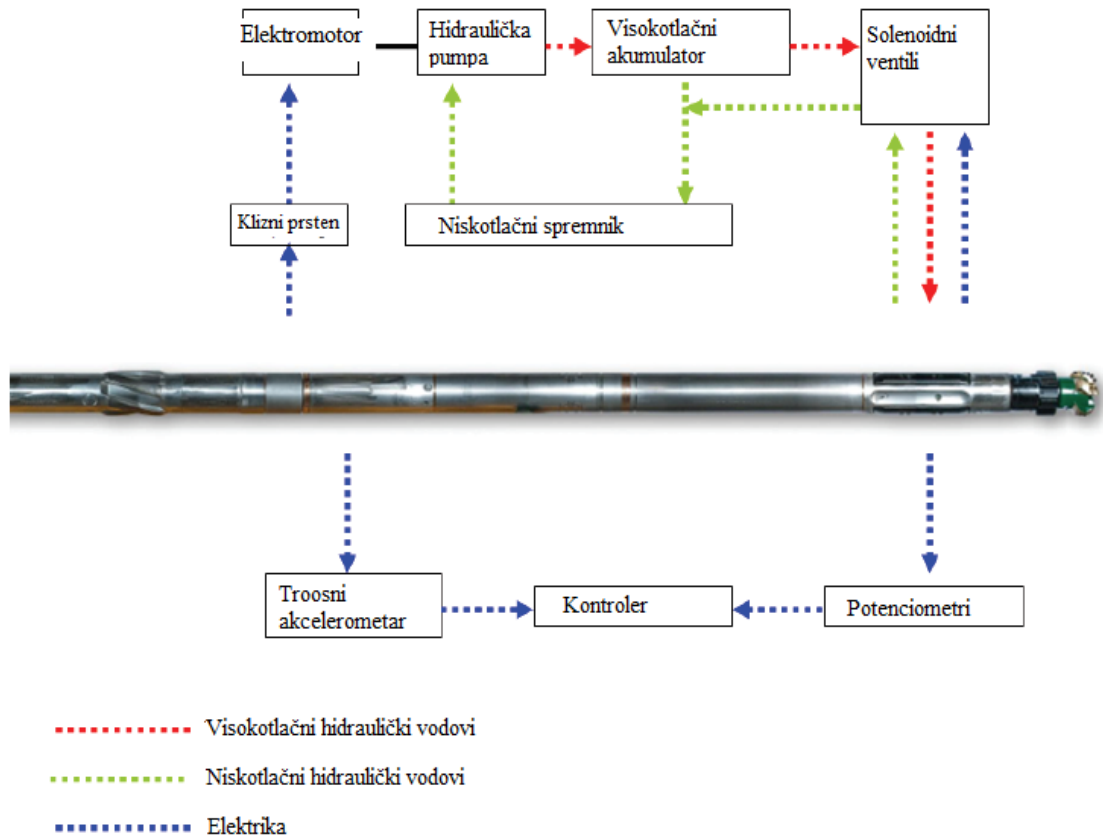 Elektromotor
Hidraulička
pumpa
Visokotlačni
akumulator
Solenoidni
ventili
Klizni prsten
Niskotlačni spremnik
Troosni
akcelerometar
Kontroler
Potenciometri
Visokotlačni hidraulički vodovi
Niskotlačni hidraulički vodovi
Elektrika